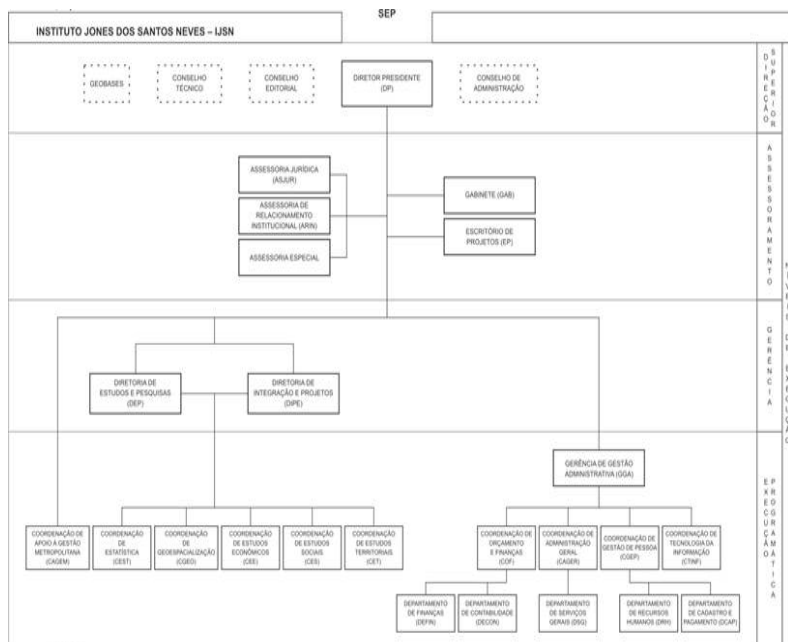 SEP
INSTITUTO JONES DOS SANTOS NEVES – IJSN
GEOBASES
CONSELHO
TÉCNICO
CONSELHO
EDITORIAL
DIRETOR PRESIDENTE
(DP)
CONSELHO DE
ADMINISTRAÇÃO
DIREÇÃO
SUPERIOR
ASSESSORIA JURÍDICA
(ASJUR)
ASSESSORIA DE
RELACIONAMENTO
INSTITUCIONAL (ARIN)
ASSESSORIA ESPECIAL
GABINETE (GAB)
ESCRITÓRIO DE
PROJETOS (EP)
ASSESSORAMENTO
DIRETORIA DE
ESTUDOS E PESQUISAS
(DEP)
DIRETORIA DE
INTEGRAÇÃO E PROJETOS
(DIPE)
GERÊNCIA
NÍVEIS DE EXECUÇÃO
GERÊNCIA DE GESTÃO
ADMINISTRATIVA (GGA)
COORDENAÇÃO DE
APOIO À GESTÃO
METROPOLITANA
(CAGEM)
COORDENAÇÃO DE
ESTATÍSTICA
(CEST)
COORDENAÇÃO
DE
GEOESPACIALIZAÇÃO
(CGEO)
COORDENAÇÃO
DE ESTUDOS
ECONÔMICOS (CEE)
COORDENAÇÃO
DE ESTUDOS
SOCIAIS (CES)
COORDENAÇÃO
DE ESTUDOS
TERRITORIAIS (CET)
COORDENAÇÃO DE
ORÇAMENTO
E FINANÇAS
(COF)
COORDENAÇÃO DE
ADMINISTRAÇÃO
GERAL
(CAGER)
COORDENAÇÃO DE
GESTÃO DE PESSOA
(CGEP)
COORDENAÇÃO DE
TECNOLOGIA DA
INFORMAÇÃO (CTINF)
DEPARTAMENTO
DE FINANÇAS
(DEFIN)
DEPARTAMENTO
DE CONTABILIDADE
(DECON)
DEPARTAMENTO
DE SERVIÇOS
GERAIS (DSG)
DEPARTAMENTO
DE RECURSOS
HUMANOS (DRH)
DEPARTAMENTO
DE CADASTRO E
PAGAMENTO (DCAP)
EXECUÇÃO
PROGRAMÁTICA